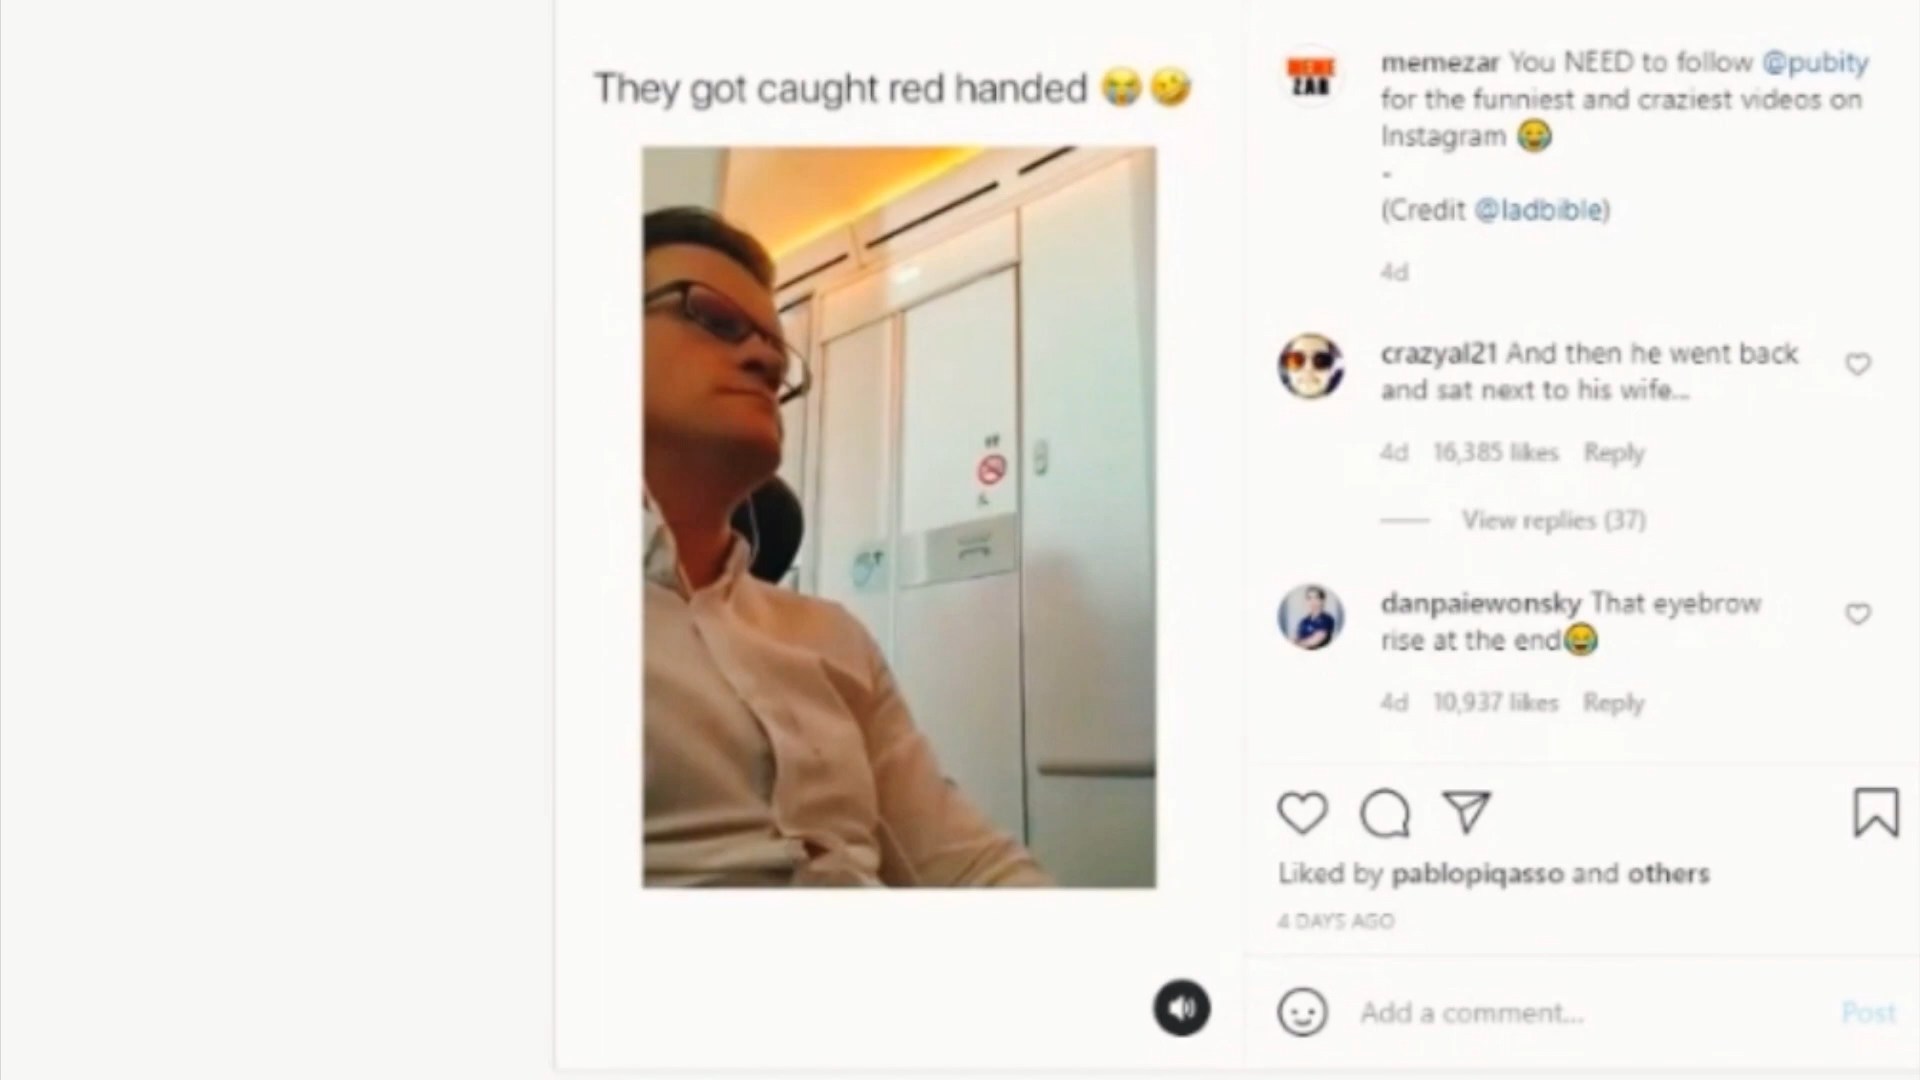 They got caught red handed 😭🤣
MEME
ZAR
memezar You NEED to follow @pubity
for the funniest and craziest videos on
Instagram 😂
-
(Credit @ladbible)
4d
crazyal21 And then he went back
and sat next to his wife...
4d 16,385 likes Reply
View replies (37)
danpaiewonsky That eyebrow
rise at the end😂
4d 10,937 likes Reply
Liked by pablopiqasso and others
4 DAYS AGO
Add a comment... Post